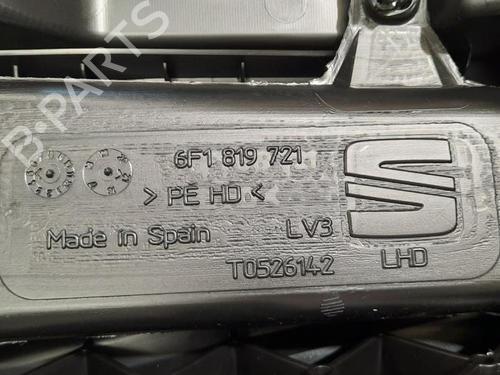 B-PARTS
6F1 819 721
> PE HD <
Made in Spain
LV3
LHD
T0526142